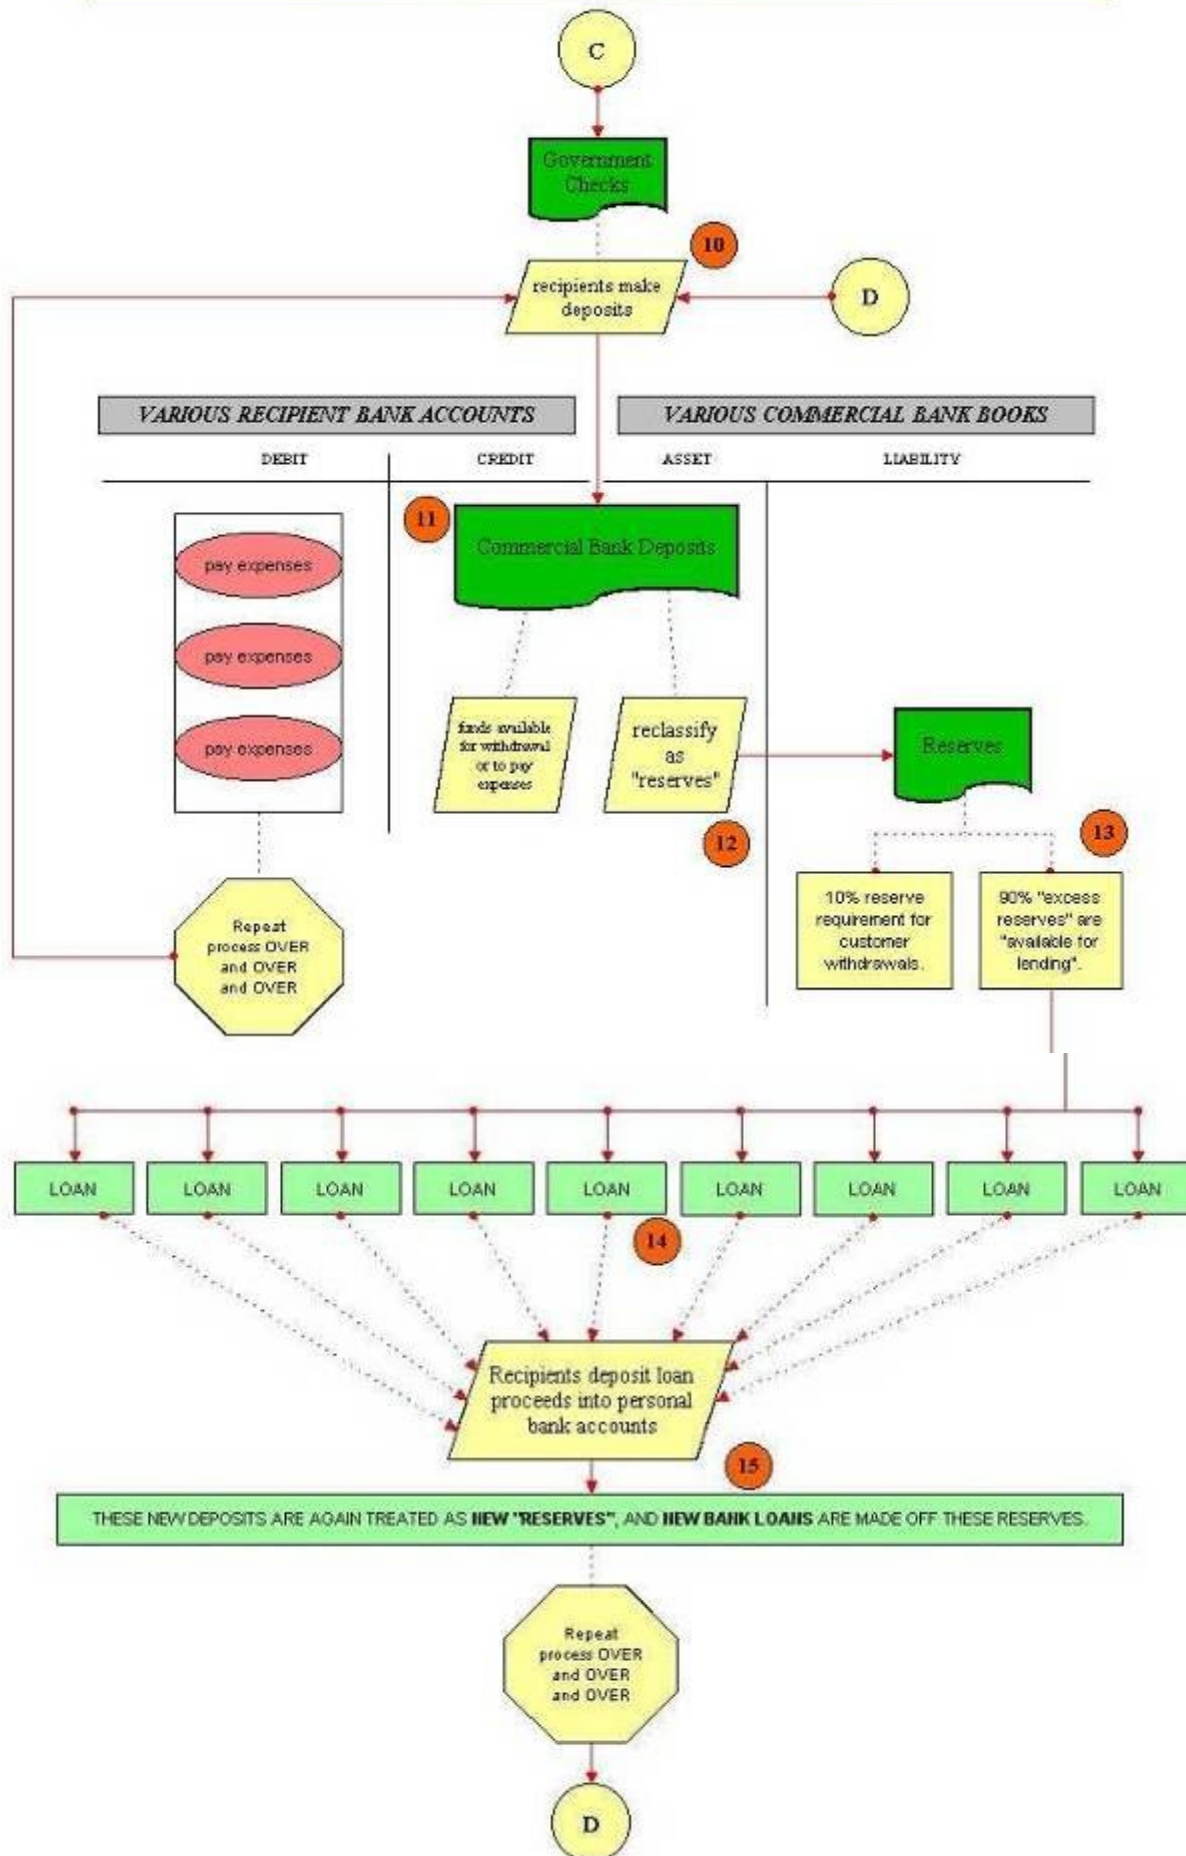 C
Government
Checks
10
recipients make
deposits
D
VARIOUS RECIPIENT BANK ACCOUNTS
VARIOUS COMMERCIAL BANK BOOKS
DEBIT
CREDIT
ASSET
LIABILITY
11
Commercial Bank Deposits
pay expenses
pay expenses
pay expenses
funds available
for withdrawal
or to pay
expenses
reclassify
as
"reserves"
Reserves
12
13
10% reserve
requirement for
customer
withdrawals.
90% "excess
reserves" are
"available for
lending".
Repeat
process OVER
and OVER
and OVER
LOAN
LOAN
LOAN
LOAN
LOAN
LOAN
LOAN
LOAN
LOAN
14
Recipients deposit loan
proceeds into personal
bank accounts
15
THESE NEW DEPOSITS ARE AGAIN TREATED AS NEW "RESERVES", AND NEW BANK LOANS ARE MADE OFF THESE RESERVES.
Repeat
process OVER
and OVER
and OVER
D